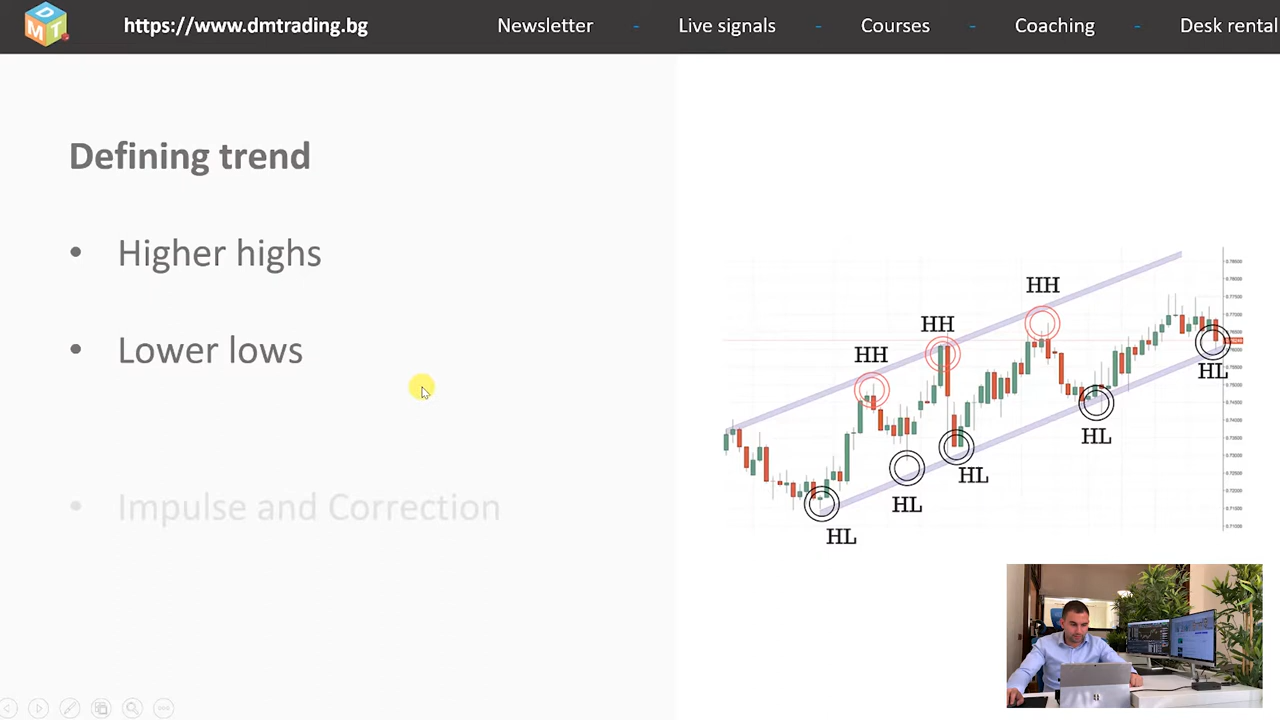 DMT
https://www.dmtrading.bg
Newsletter - Live signals - Courses - Coaching - Desk rental
Defining trend
• Higher highs
• Lower lows
• Impulse and Correction
HH
HH
HH
HL
HL
HL
HL
HL